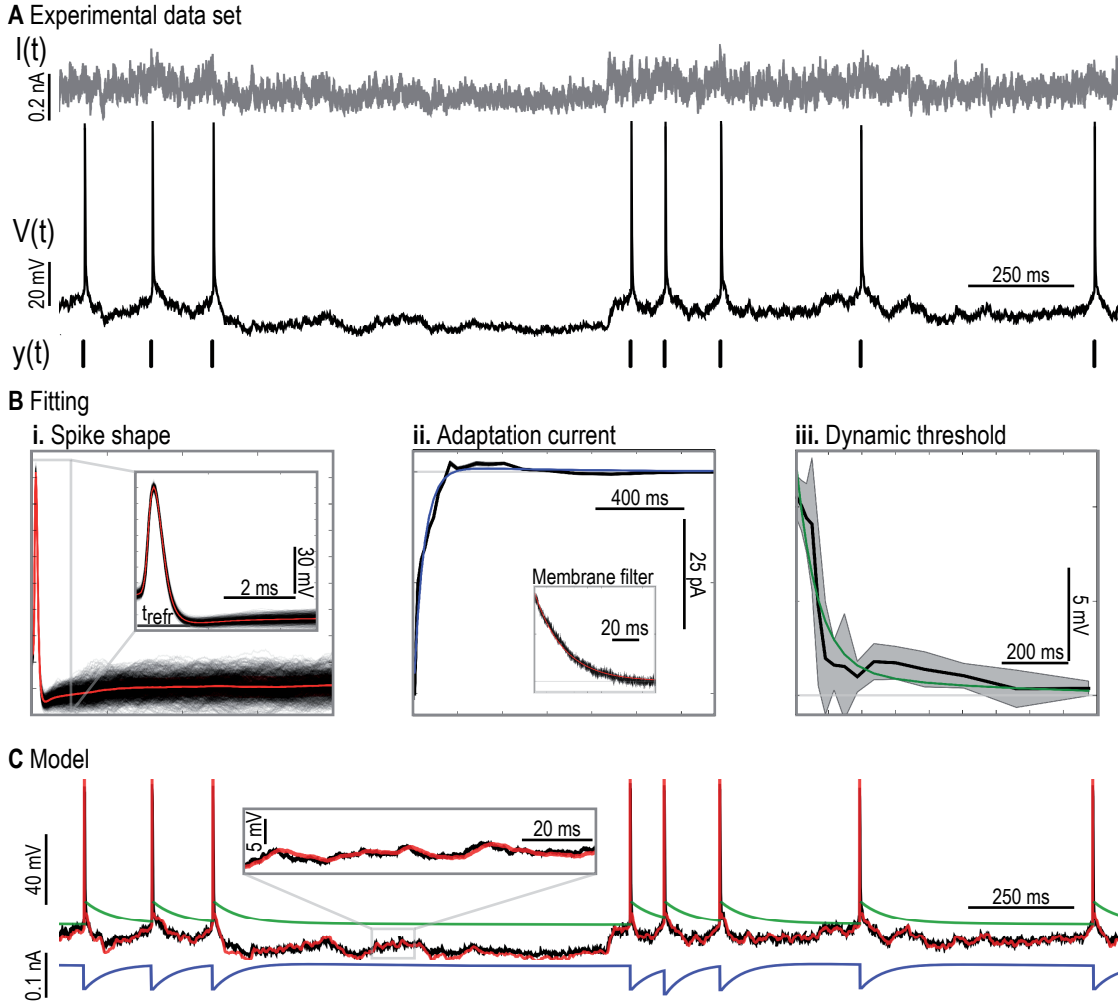 A Experimental data set
I(t)
0.2 nA
V(t)
20 mV
250 ms
y(t)
B Fitting
i. Spike shape
ii. Adaptation current
iii. Dynamic threshold
2 ms
30 mV
trefr
400 ms
25 pA
Membrane filter
20 ms
5 mV
200 ms
C Model
40 mV
5 mV
20 ms
250 ms
0.1 nA